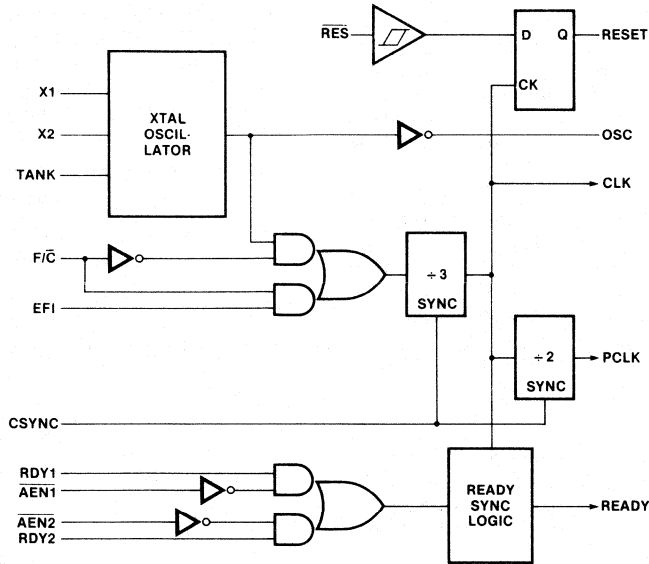 RES
D Q
RESET
CK
X1
X2
TANK
XTAL
OSCIL-
LATOR
OSC
CLK
F/C
EFI
÷3
SYNC
÷2
SYNC
PCLK
CSYNC
RDY1
AEN1
AEN2
RDY2
READY
SYNC
LOGIC
READY